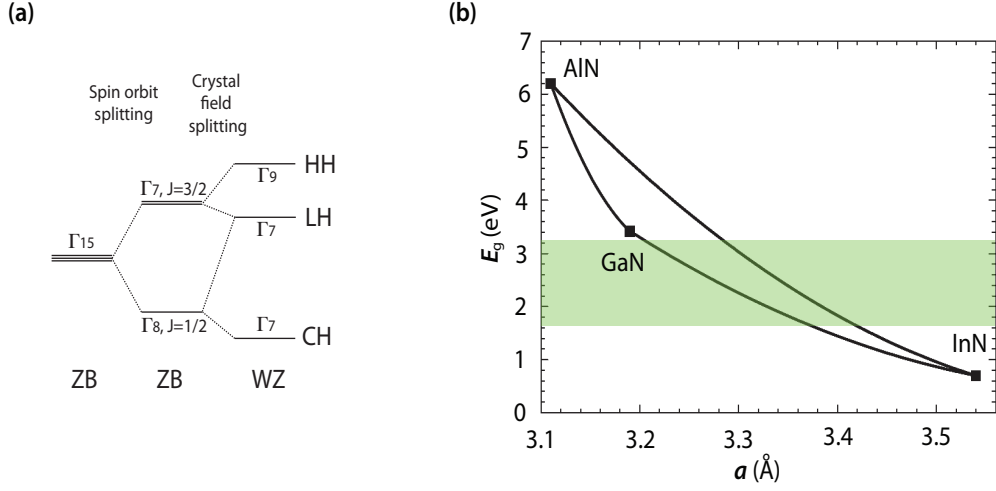 (a)
Spin orbit
splitting
Crystal
field
splitting
Γ15
Γ7, J=3/2
Γ8, J=1/2
Γ9
HH
Γ7
LH
Γ7
CH
ZB
ZB
WZ
(b)
7
6
5
4
3
2
1
0
Eg (eV)
AlN
GaN
InN
3.1
3.2
3.3
3.4
3.5
a (Å)